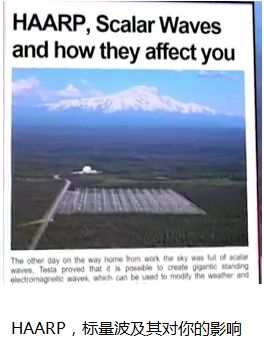 HAARP, Scalar Waves
and how they affect you
The other day on the way home from work the sky was full of scalar
waves, Tesla proved that it is possible to create gigantic standing
electromagnetic waves, which can be used to modify the weather and
HAARP，标量波及其对你的影响